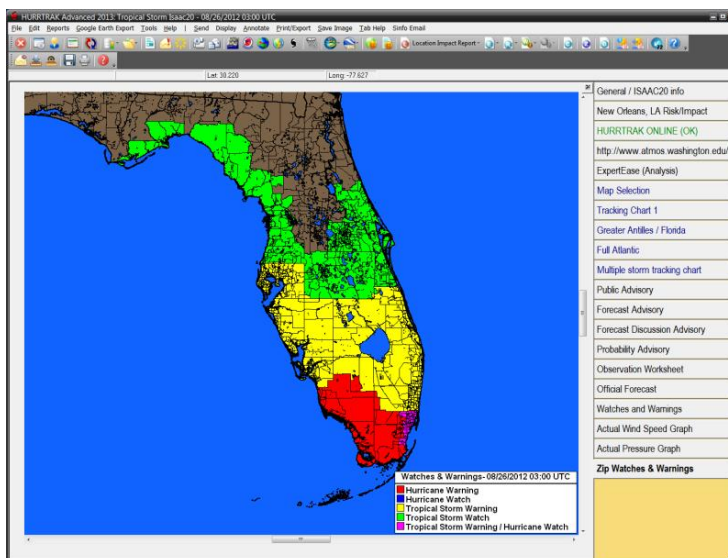 HURRTRAK Advanced 2013: Tropical Storm Isaac20 - 08/26/2012 03:00 UTC
File Edit Reports Google Earth Export Tools Help | Send Display Annotate Print/Export Save Image Tab Help Sinfo Email
Location Impact Report
Lat: 30.220 Long: -77.627
General / ISAAC20 info
New Orleans, LA Risk/Impact
HURRTRAK ONLINE (OK)
http://www.atmos.washington.edu/
ExpertEase (Analysis)
Map Selection
Tracking Chart 1
Greater Antilles / Florida
Full Atlantic
Multiple storm tracking chart
Public Advisory
Forecast Advisory
Forecast Discussion Advisory
Probability Advisory
Observation Worksheet
Official Forecast
Watches and Warnings
Actual Wind Speed Graph
Actual Pressure Graph
Zip Watches & Warnings
Watches & Warnings- 08/26/2012 03:00 UTC
Hurricane Warning
Hurricane Watch
Tropical Storm Warning
Tropical Storm Watch
Tropical Storm Warning / Hurricane Watch